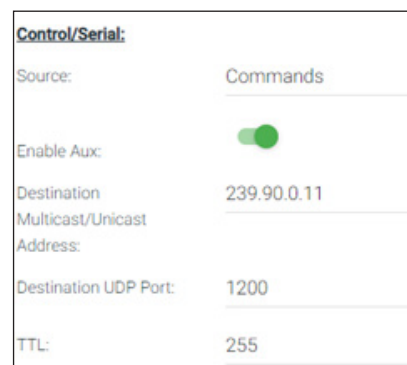 Control/Serial:
Source: Commands
Enable Aux:
Destination 239.90.0.11
Multicast/Unicast
Address:
Destination UDP Port: 1200
TTL: 255